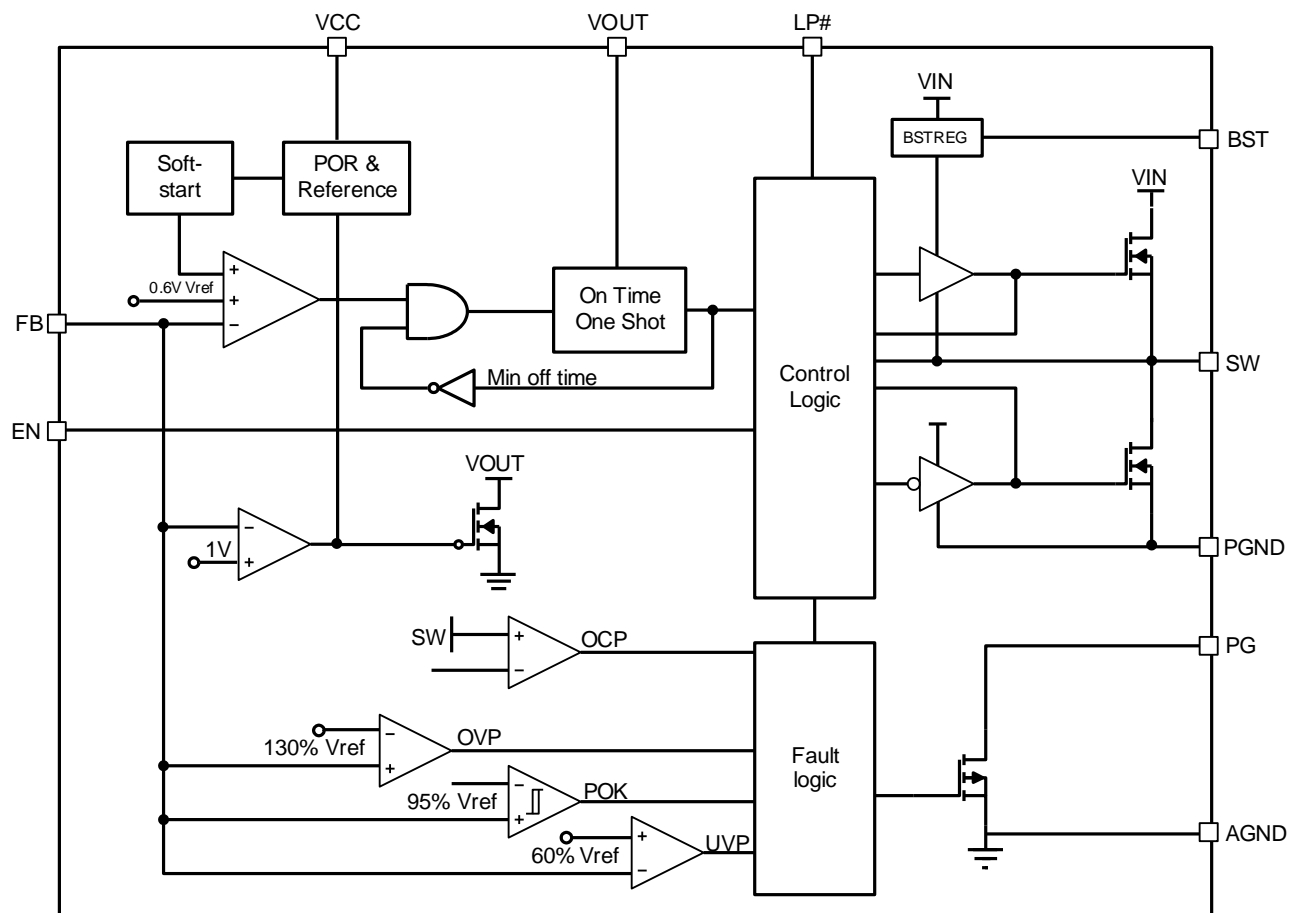 VCC
VOUT
LP#
VIN
BSTREG
BST
Soft-
start
POR &
Reference
VIN
0.6V Vref
+
+
−
FB
On Time
One Shot
Min off time
Control
Logic
SW
EN
VOUT
−
1V
+
PGND
SW
+
−
OCP
PG
−
130% Vref
+
OVP
Fault
logic
−
95% Vref
+
POK
+
60% Vref
−
UVP
AGND